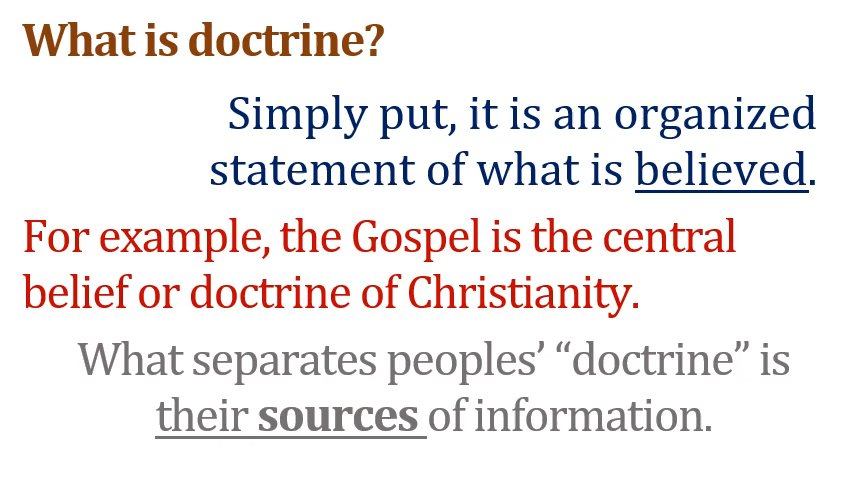 What is doctrine?
Simply put, it is an organized
statement of what is believed.
For example, the Gospel is the central
belief or doctrine of Christianity.
What separates peoples’ “doctrine” is
their sources of information.